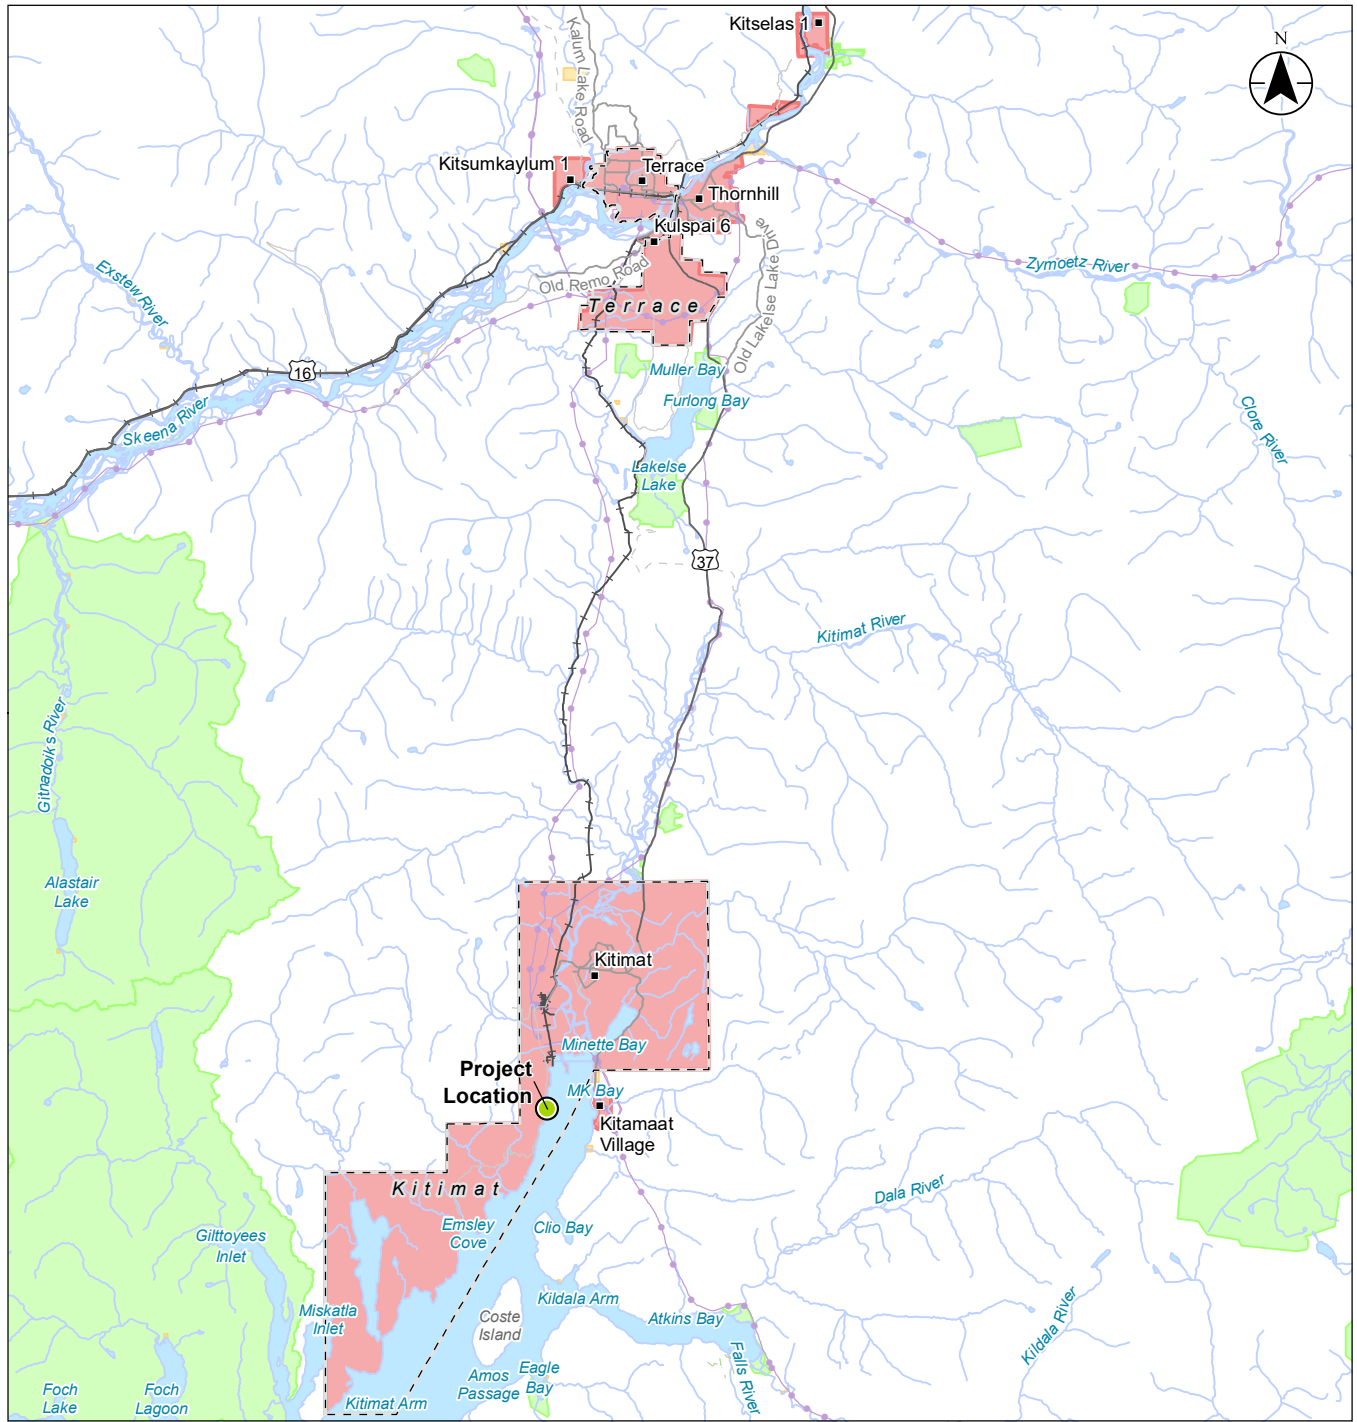 Kitselas 1
N
Kalum Lake Road
Kitsumkaylum 1
Terrace
Thornhill
Kulspai 6
Old Remo Road
Old Lakelse Lake Drive
Terrace
Exstew River
Zymoetz River
16
Skeena River
Muller Bay
Furlong Bay
Clore River
Lakelse
Lake
37
Kitimat River
Gitnadoiks River
Alastair
Lake
Kitimat
Minette Bay
Project
Location
MK Bay
Kitamaat
Village
Kitimat
Dala River
Emsley
Cove
Clio Bay
Gilttoyees
Inlet
Miskatla
Inlet
Kildala Arm
Coste
Island
Atkins Bay
Kildala River
Falls River
Amos
Passage
Eagle
Bay
Foch
Lake
Foch
Lagoon
Kitimat Arm